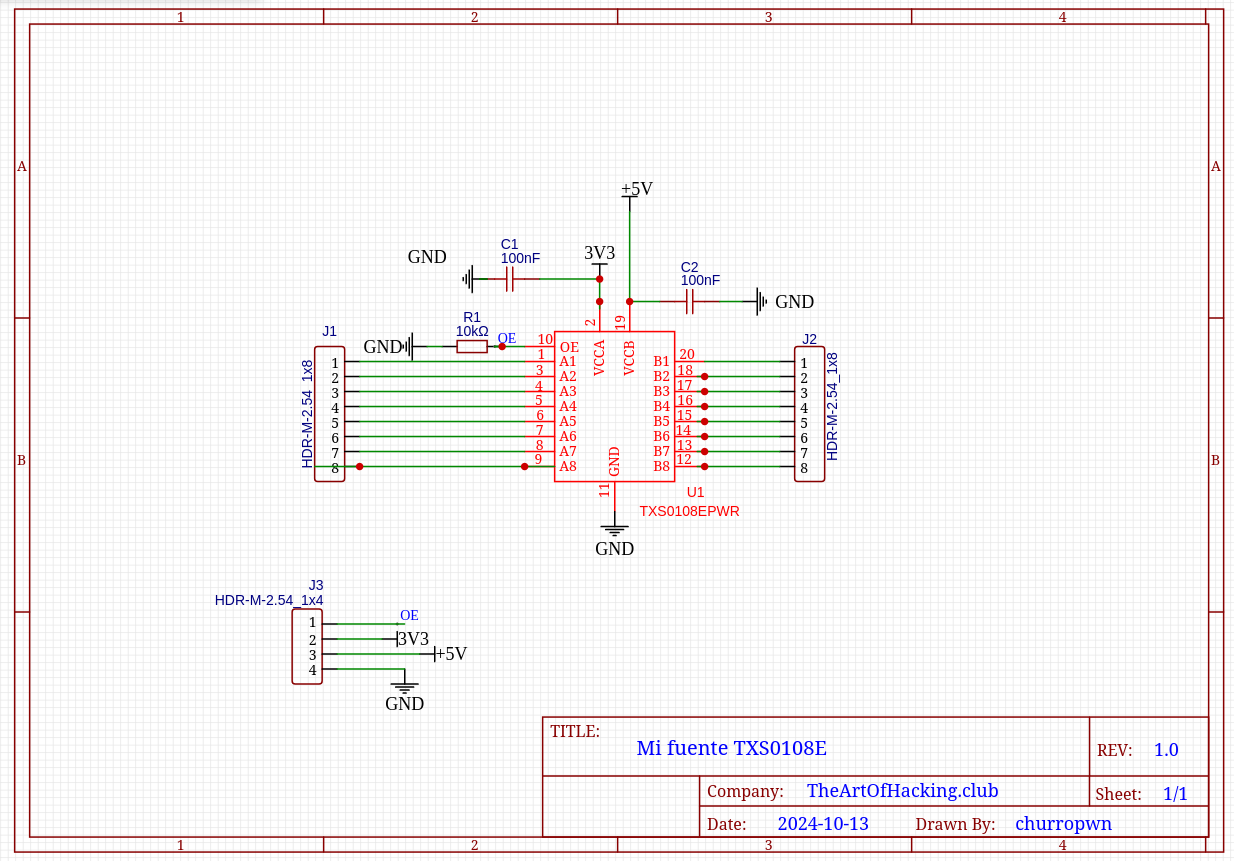 1 2 3 4
A A
+5V
C1
100nF
GND
3V3
C2
100nF
GND
2
19
R1
10kΩ
OE
GND
J1
HDR-M-2.54_1x8
1
2
3
4
5
6
7
8
10 OE
1 A1
3 A2
4 A3
5 A4
6 A5
7 A6
8 A7
9 A8
VCCA
VCCB
GND
11
B1 20
B2 18
B3 17
B4 16
B5 15
B6 14
B7 13
B8 12
J2
HDR-M-2.54_1x8
1
2
3
4
5
6
7
8
B B
U1
TXS0108EPWR
GND
J3
HDR-M-2.54_1x4
1 OE
2 3V3
3 +5V
4
GND
TITLE:
Mi fuente TXS0108E
REV: 1.0
Company: TheArtOfHacking.club
Sheet: 1/1
Date: 2024-10-13 Drawn By: churropwn
1 2 3 4